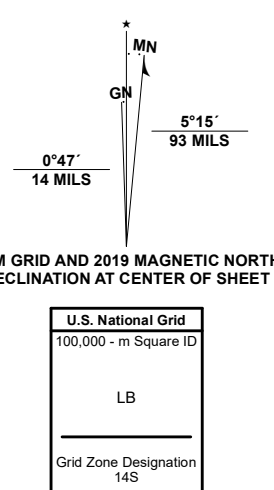 ★
MN
GN
5°15´
93 MILS
0°47´
14 MILS
M GRID AND 2019 MAGNETIC NORTH
ECLINATION AT CENTER OF SHEET
U.S. National Grid
100,000 - m Square ID
LB
Grid Zone Designation
14S